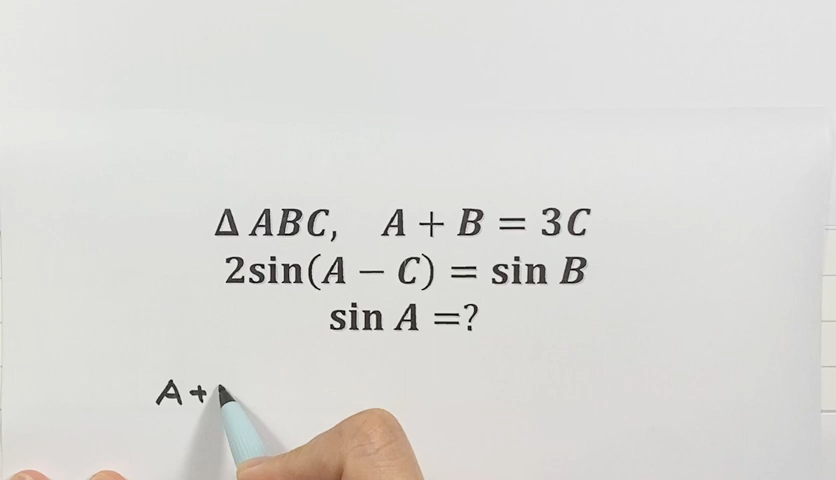 Δ ABC, A + B = 3C
2sin(A − C) = sin B
sin A =?
A+